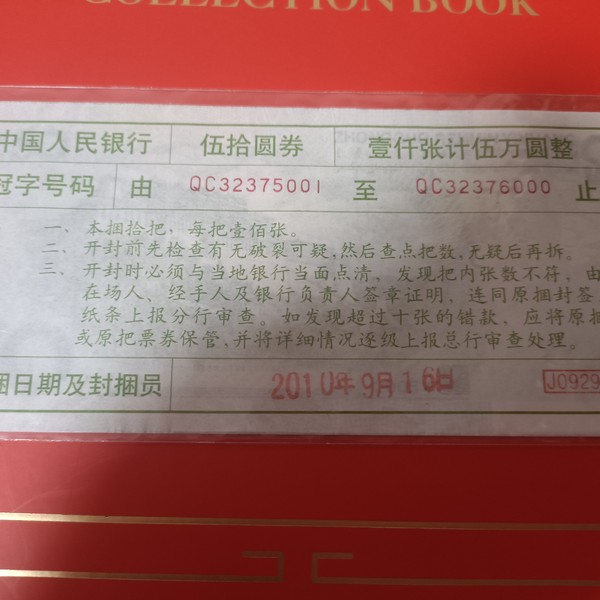 COLLECTION BOOK
中国人民银行 伍拾圆券 壹仟张计伍万圆整
冠字号码 由 QC32375001 至 QC32376000 止
一、本捆拾把，每把壹佰张。
二、开封前先检查有无破裂可疑，然后查点把数，无疑后再拆。
三、开封时必须与当地银行当面点清，发现把内张数不符，由
在场人、经手人及银行负责人签章证明、连同原捆封签
纸条上报分行审查。如发现超过十张的错款，应将原捆
或原把票券保管，并将详细情况逐级上报总行审查处理。
捆日期及封捆员 2010年9月16日 J0929